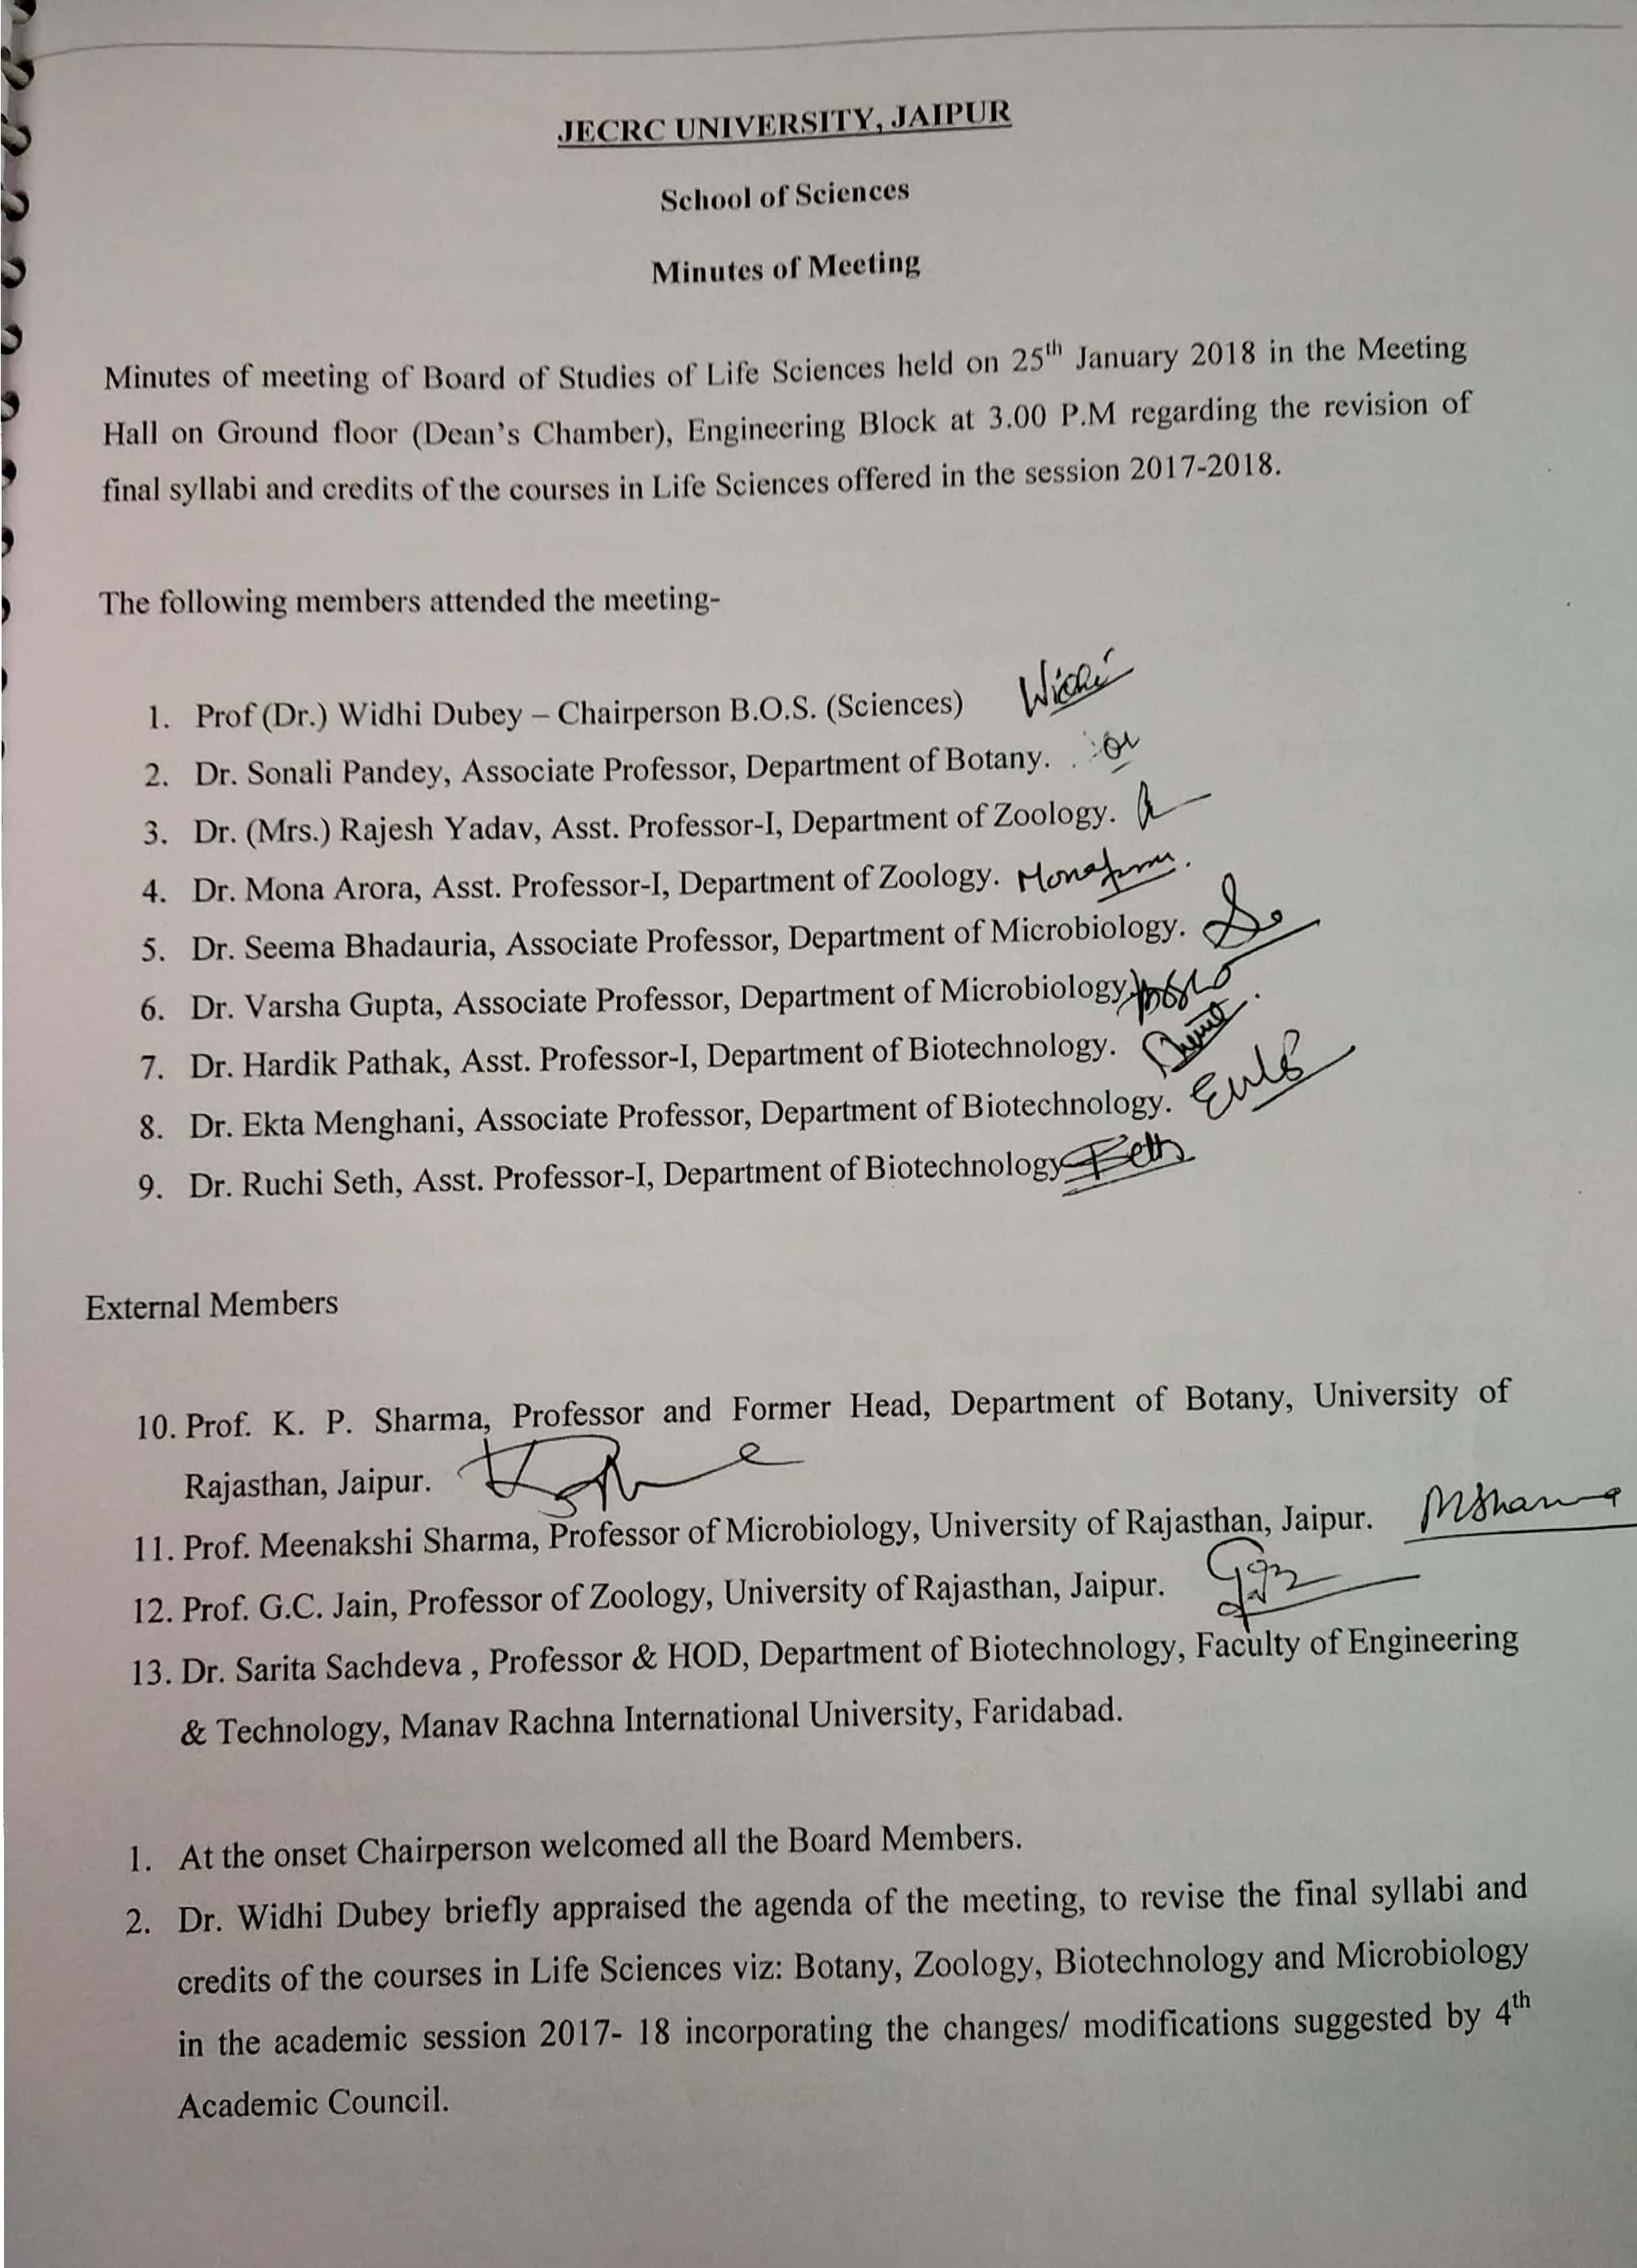 JECRC UNIVERSITY, JAIPUR
School of Sciences
Minutes of Meeting
Minutes of meeting of Board of Studies of Life Sciences held on 25th January 2018 in the Meeting
Hall on Ground floor (Dean's Chamber), Engineering Block at 3.00 P.M regarding the revision of
final syllabi and credits of the courses in Life Sciences offered in the session 2017-2018.
The following members attended the meeting-
1. Prof (Dr.) Widhi Dubey – Chairperson B.O.S. (Sciences) Widhi
2. Dr. Sonali Pandey, Associate Professor, Department of Botany.
3. Dr. (Mrs.) Rajesh Yadav, Asst. Professor-I, Department of Zoology.
4. Dr. Mona Arora, Asst. Professor-I, Department of Zoology.
5. Dr. Seema Bhadauria, Associate Professor, Department of Microbiology.
6. Dr. Varsha Gupta, Associate Professor, Department of Microbiology
7. Dr. Hardik Pathak, Asst. Professor-I, Department of Biotechnology.
8. Dr. Ekta Menghani, Associate Professor, Department of Biotechnology.
9. Dr. Ruchi Seth, Asst. Professor-I, Department of Biotechnology
External Members
10. Prof. K. P. Sharma, Professor and Former Head, Department of Botany, University of
Rajasthan, Jaipur.
11. Prof. Meenakshi Sharma, Professor of Microbiology, University of Rajasthan, Jaipur. MSharma
12. Prof. G.C. Jain, Professor of Zoology, University of Rajasthan, Jaipur.
13. Dr. Sarita Sachdeva , Professor & HOD, Department of Biotechnology, Faculty of Engineering
& Technology, Manav Rachna International University, Faridabad.
1. At the onset Chairperson welcomed all the Board Members.
2. Dr. Widhi Dubey briefly appraised the agenda of the meeting, to revise the final syllabi and
credits of the courses in Life Sciences viz: Botany, Zoology, Biotechnology and Microbiology
in the academic session 2017- 18 incorporating the changes/ modifications suggested by 4th
Academic Council.